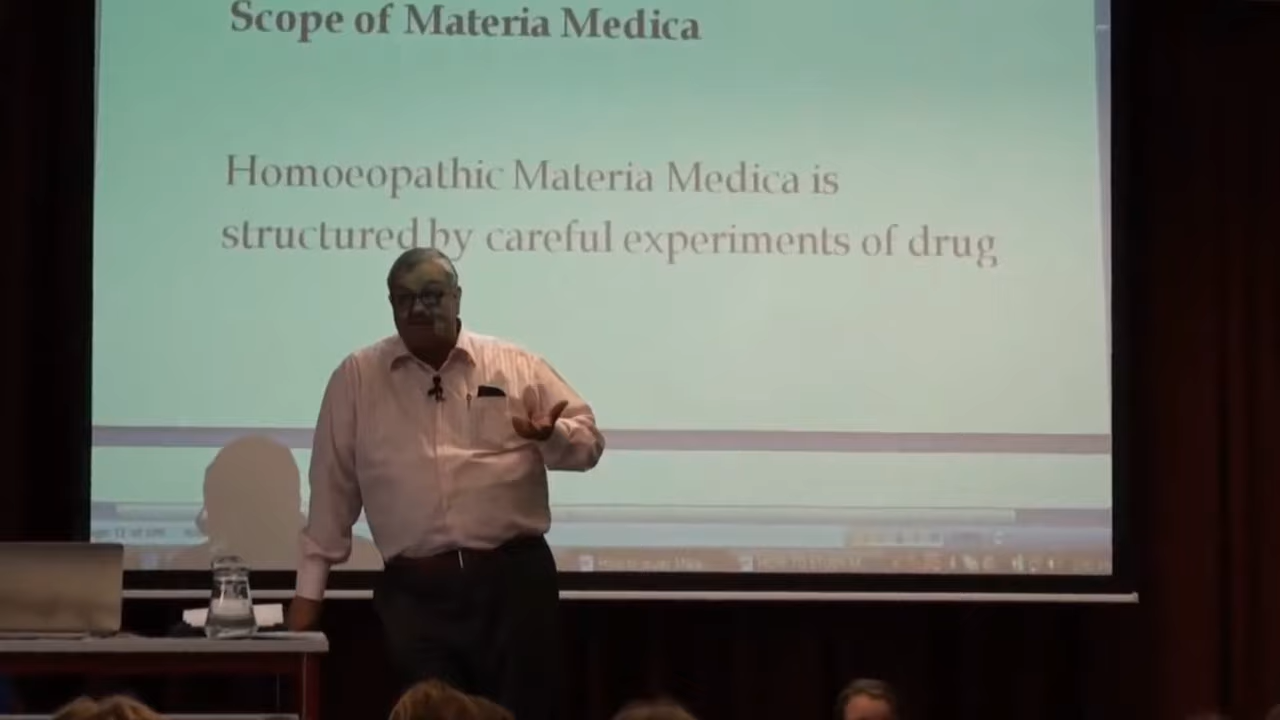 Scope of Materia Medica
Homoeopathic Materia Medica is
structured by careful experiments of drug